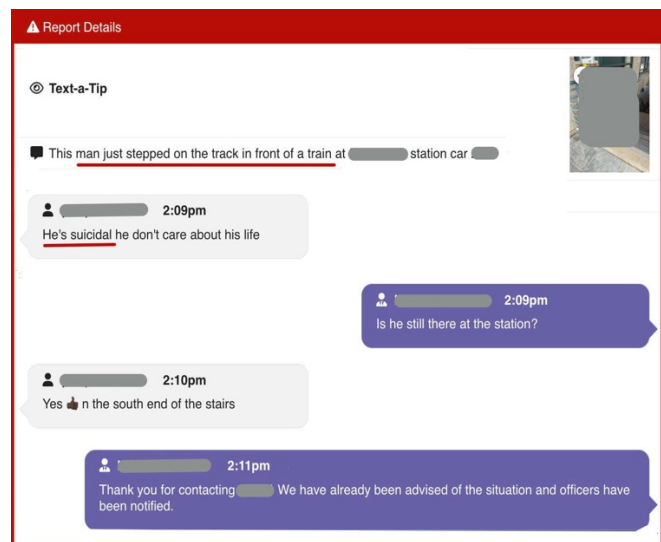 Report Details
Text-a-Tip
This man just stepped on the track in front of a train at station car
2:09pm
He's suicidal he don't care about his life
2:09pm
Is he still there at the station?
2:10pm
Yes 👍🏿 n the south end of the stairs
2:11pm
Thank you for contacting We have already been advised of the situation and officers have
been notified.